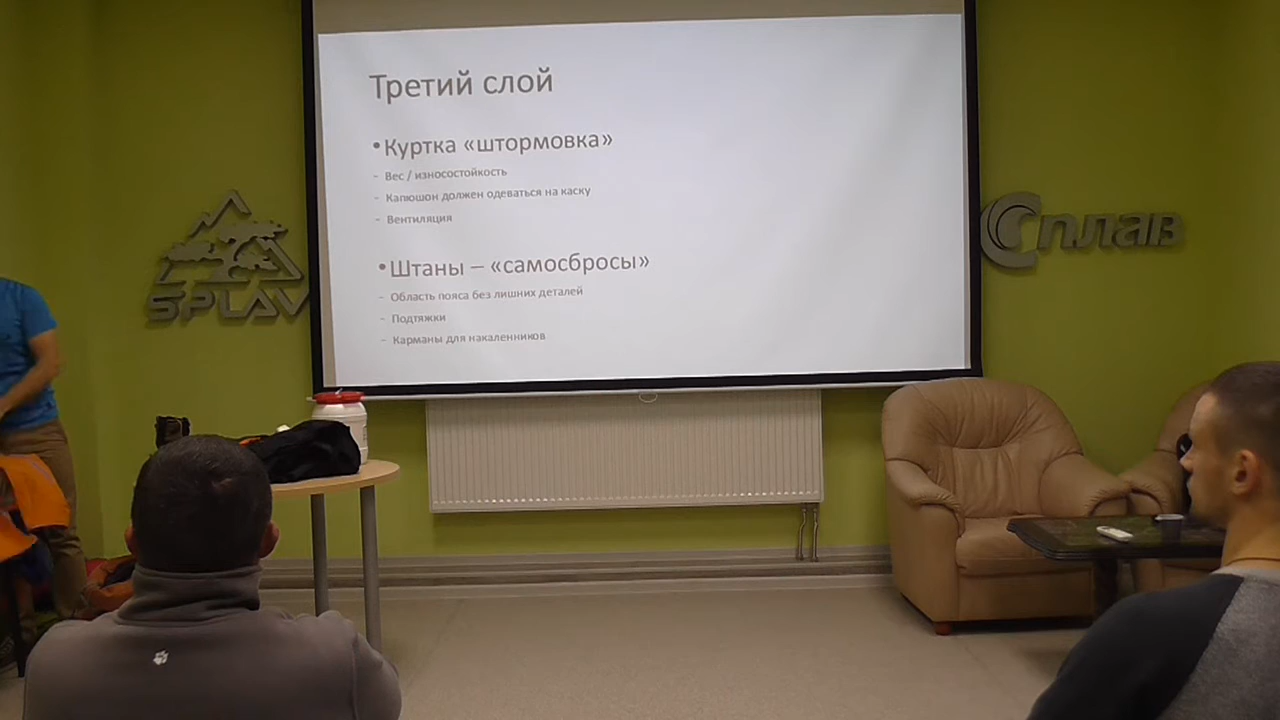 Третий слой
•Куртка «штормовка»
- Вес / износостойкость
- Капюшон должен одеваться на каску
- Вентиляция
•Штаны – «самосбросы»
- Область пояса без лишних деталей
- Подтяжки
- Карманы для накаленников
SPLAV
Сплав